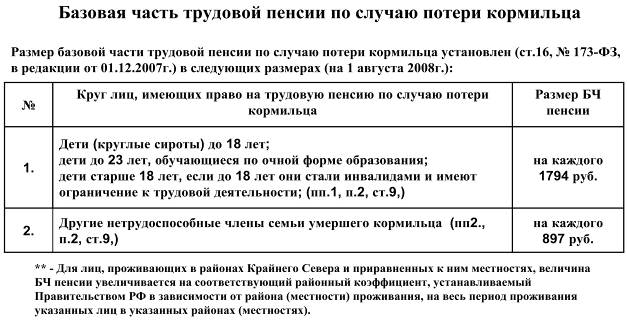 Базовая часть трудовой пенсии по случаю потери кормильца
Размер базовой части трудовой пенсии по случаю потери кормильца установлен (ст.16, № 173-ФЗ,
в редакции от 01.12.2007г.) в следующих размерах (на 1 августа 2008г.):
№
Круг лиц, имеющих право на трудовую пенсию по случаю потери
кормильца
Размер БЧ
пенсии
1.
Дети (круглые сироты) до 18 лет;
дети до 23 лет, обучающиеся по очной форме образования;
дети старше 18 лет, если до 18 лет они стали инвалидами и имеют
ограничение к трудовой деятельности; (пп.1, п.2, ст.9,)
на каждого
1794 руб.
2.
Другие нетрудоспособные члены семьи умершего кормильца (пп2.,
п.2, ст.9,)
на каждого
897 руб.
** - Для лиц, проживающих в районах Крайнего Севера и приравненных к ним местностях, величина
БЧ пенсии увеличивается на соответствующий районный коэффициент, устанавливаемый
Правительством РФ в зависимости от района (местности) проживания, на весь период проживания
указанных лиц в указанных районах (местностях).